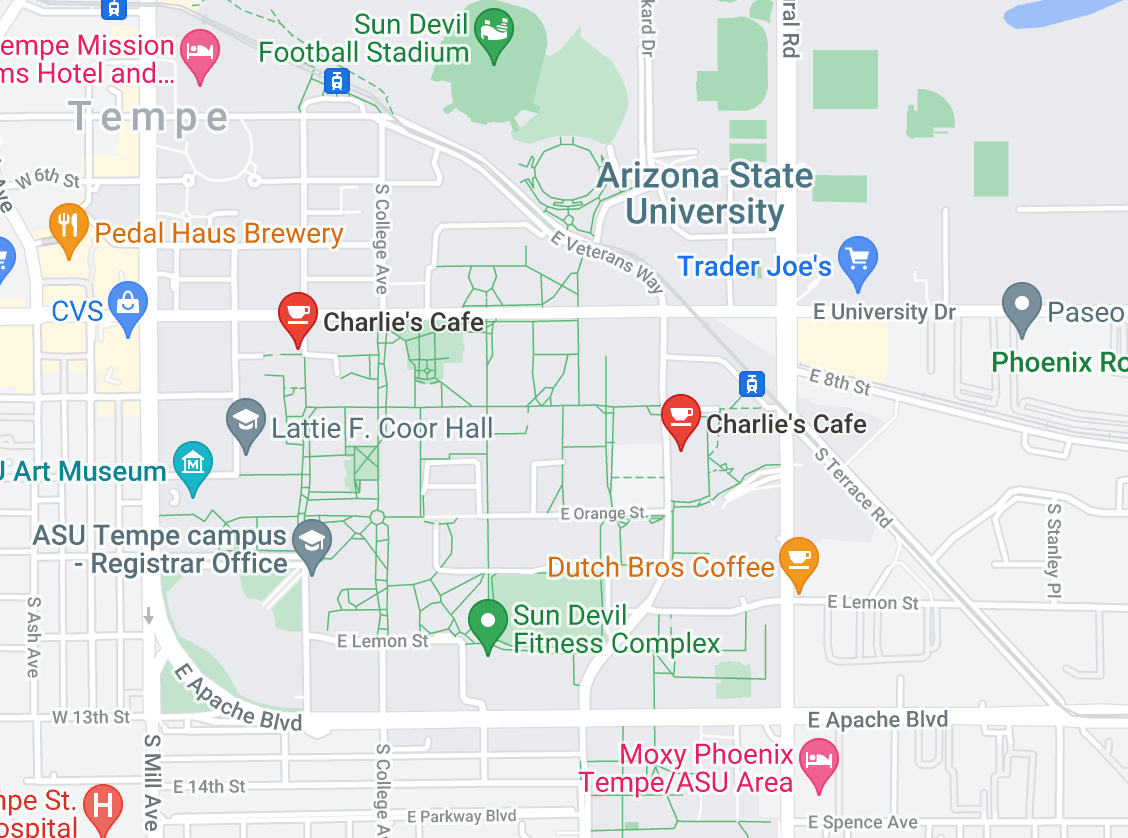 Sun Devil
Football Stadium
ckard Dr
ural Rd
empe Mission
ms Hotel and...
Tempe
Ave
W 6th St
S College Ave
Arizona State
University
Pedal Haus Brewery
E Veterans Way
Trader Joe's
CVS
E University Dr
Paseo
Charlie's Cafe
Phoenix Ro
E 8th St
Lattie F. Coor Hall
Charlie's Cafe
U Art Museum
S Terrace Rd
E Orange St.
S Stanley Pl
ASU Tempe campus
- Registrar Office
Dutch Bros Coffee
S Ash Ave
E Lemon St
Sun Devil
Fitness Complex
E Lemon St
E Apache Blvd
W 13th St
E Apache Blvd
S Mill Ave
S College A
Moxy Phoenix
Tempe/ASU Area
E 14th St
H
mpe St.
ospital
E Parkway Blvd
E Spence Ave
M